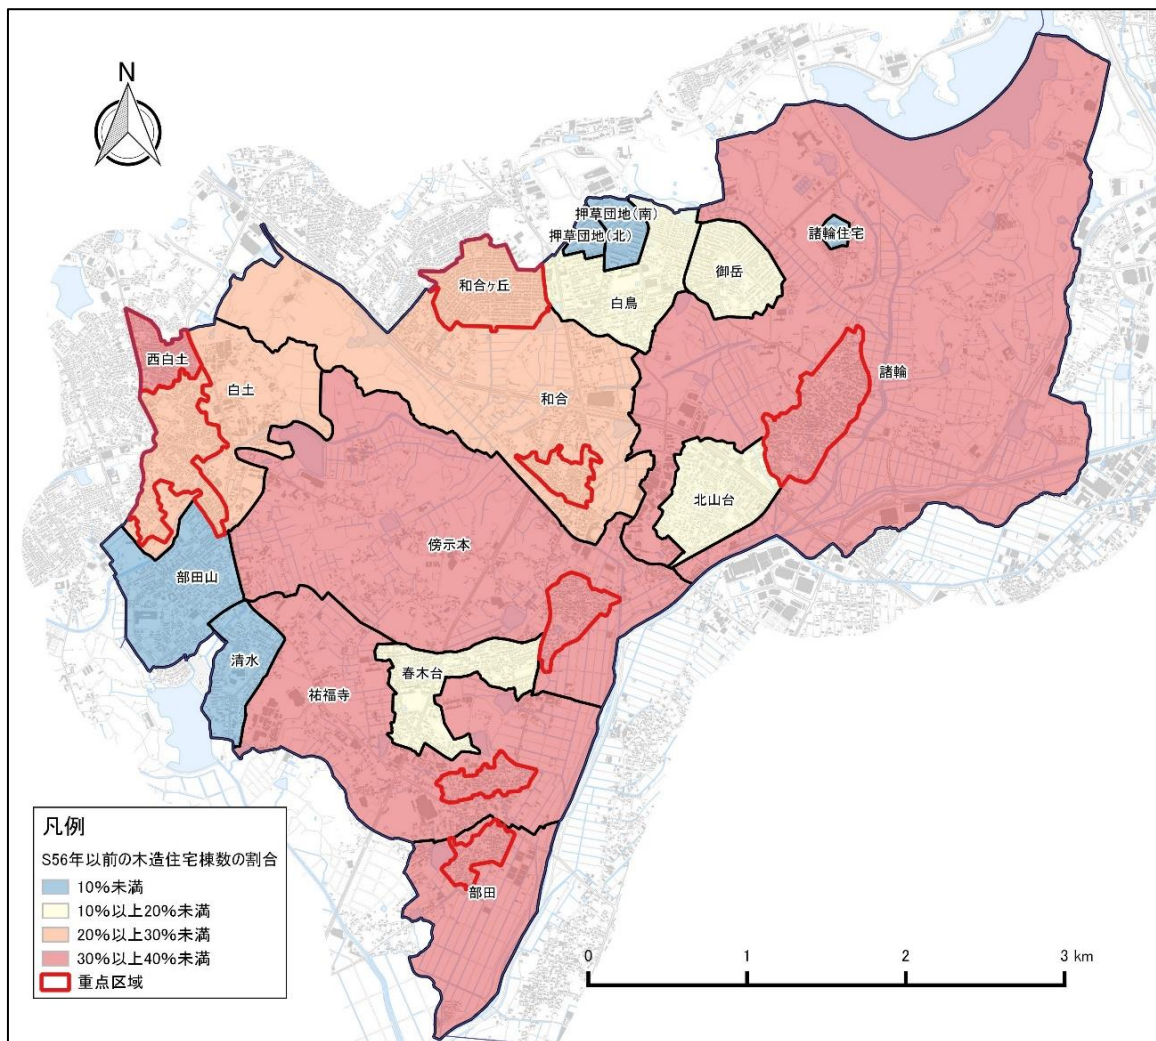 N
押草団地(南)
押草団地(北)
諸輪住宅
御岳
和合ヶ丘
白鳥
西白土
白土
諸輪
和合
北山台
傍示本
部田山
清水
春木台
祐福寺
部田
凡例
S56年以前の木造住宅棟数の割合
10%未満
10%以上20%未満
20%以上30%未満
30%以上40%未満
重点区域
0 1 2 3 km